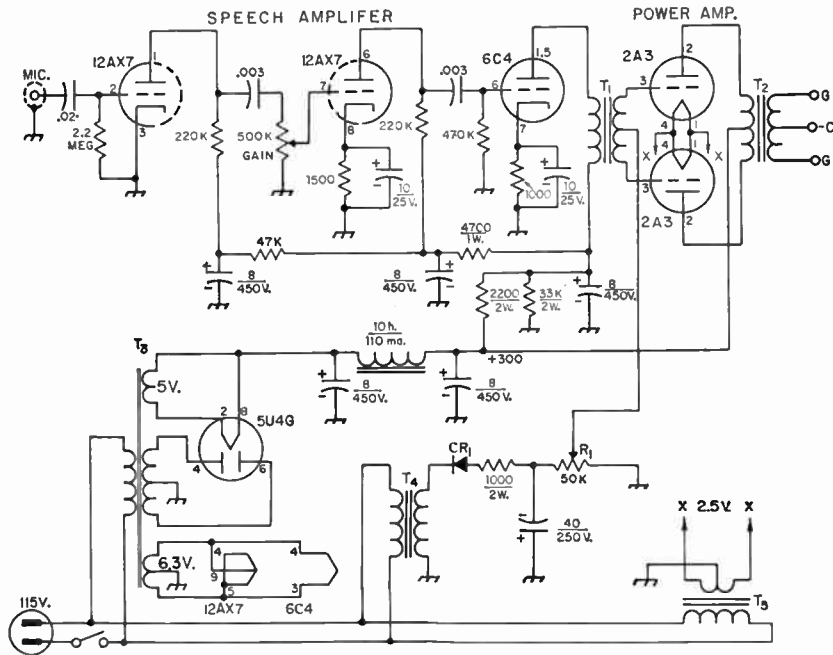 SPEECH AMPLIFER
POWER AMP.
12AX7
12AX7
6C4
2A3
MIC.
.02
2
1
3
2.2
MEG
220K
.003
500K
GAIN
7
6
8
1500
10
25V.
220K
.003
470K
6
1,5
7
1000
10
25V.
T1
3
2
4
1
X
X
4
1
3
2
2A3
T2
G
-C
G
47K
4700
1W.
8
450V.
8
450V.
2200
2W.
33K
2W.
8
450V.
10h.
110 ma.
+300
8
450V.
8
450V.
T3
5V.
2
8
5U4G
4
6
6.3V.
4
9
5
12AX7
4
3
6C4
T4
CR1
1000
2W.
R1
50K
40
250V.
X 2.5V. X
T5
115V.